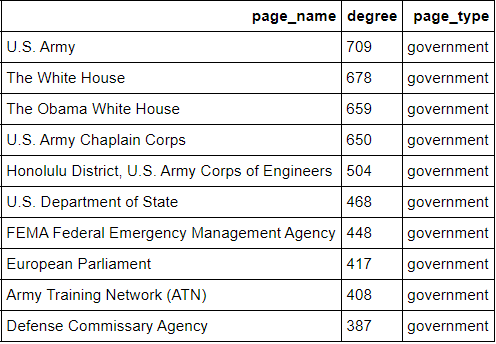 page_name degree page_type
U.S. Army 709 government
The White House 678 government
The Obama White House 659 government
U.S. Army Chaplain Corps 650 government
Honolulu District, U.S. Army Corps of Engineers 504 government
U.S. Department of State 468 government
FEMA Federal Emergency Management Agency 448 government
European Parliament 417 government
Army Training Network (ATN) 408 government
Defense Commissary Agency 387 government